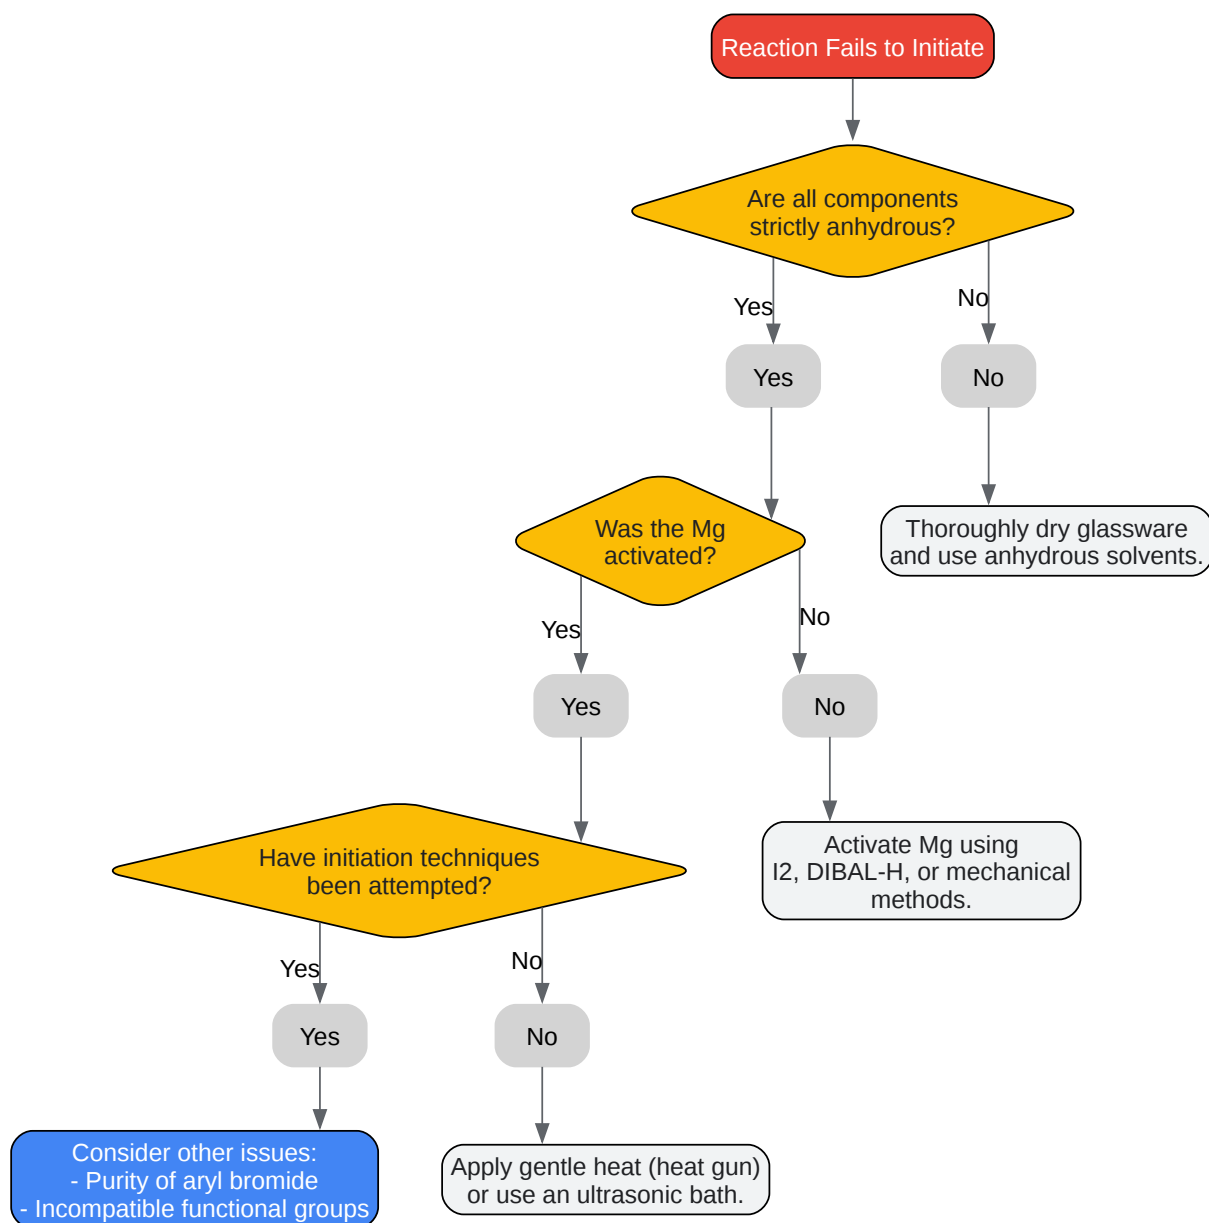 Reaction Fails to Initiate
Are all components
strictly anhydrous?
Yes
No
Yes
No
Was the Mg
activated?
Thoroughly dry glassware
and use anhydrous solvents.
Yes
No
Yes
No
Have initiation techniques
been attempted?
Activate Mg using
I2, DIBAL-H, or mechanical
methods.
Yes
No
Yes
No
Consider other issues:
- Purity of aryl bromide
- Incompatible functional groups
Apply gentle heat (heat gun)
or use an ultrasonic bath.